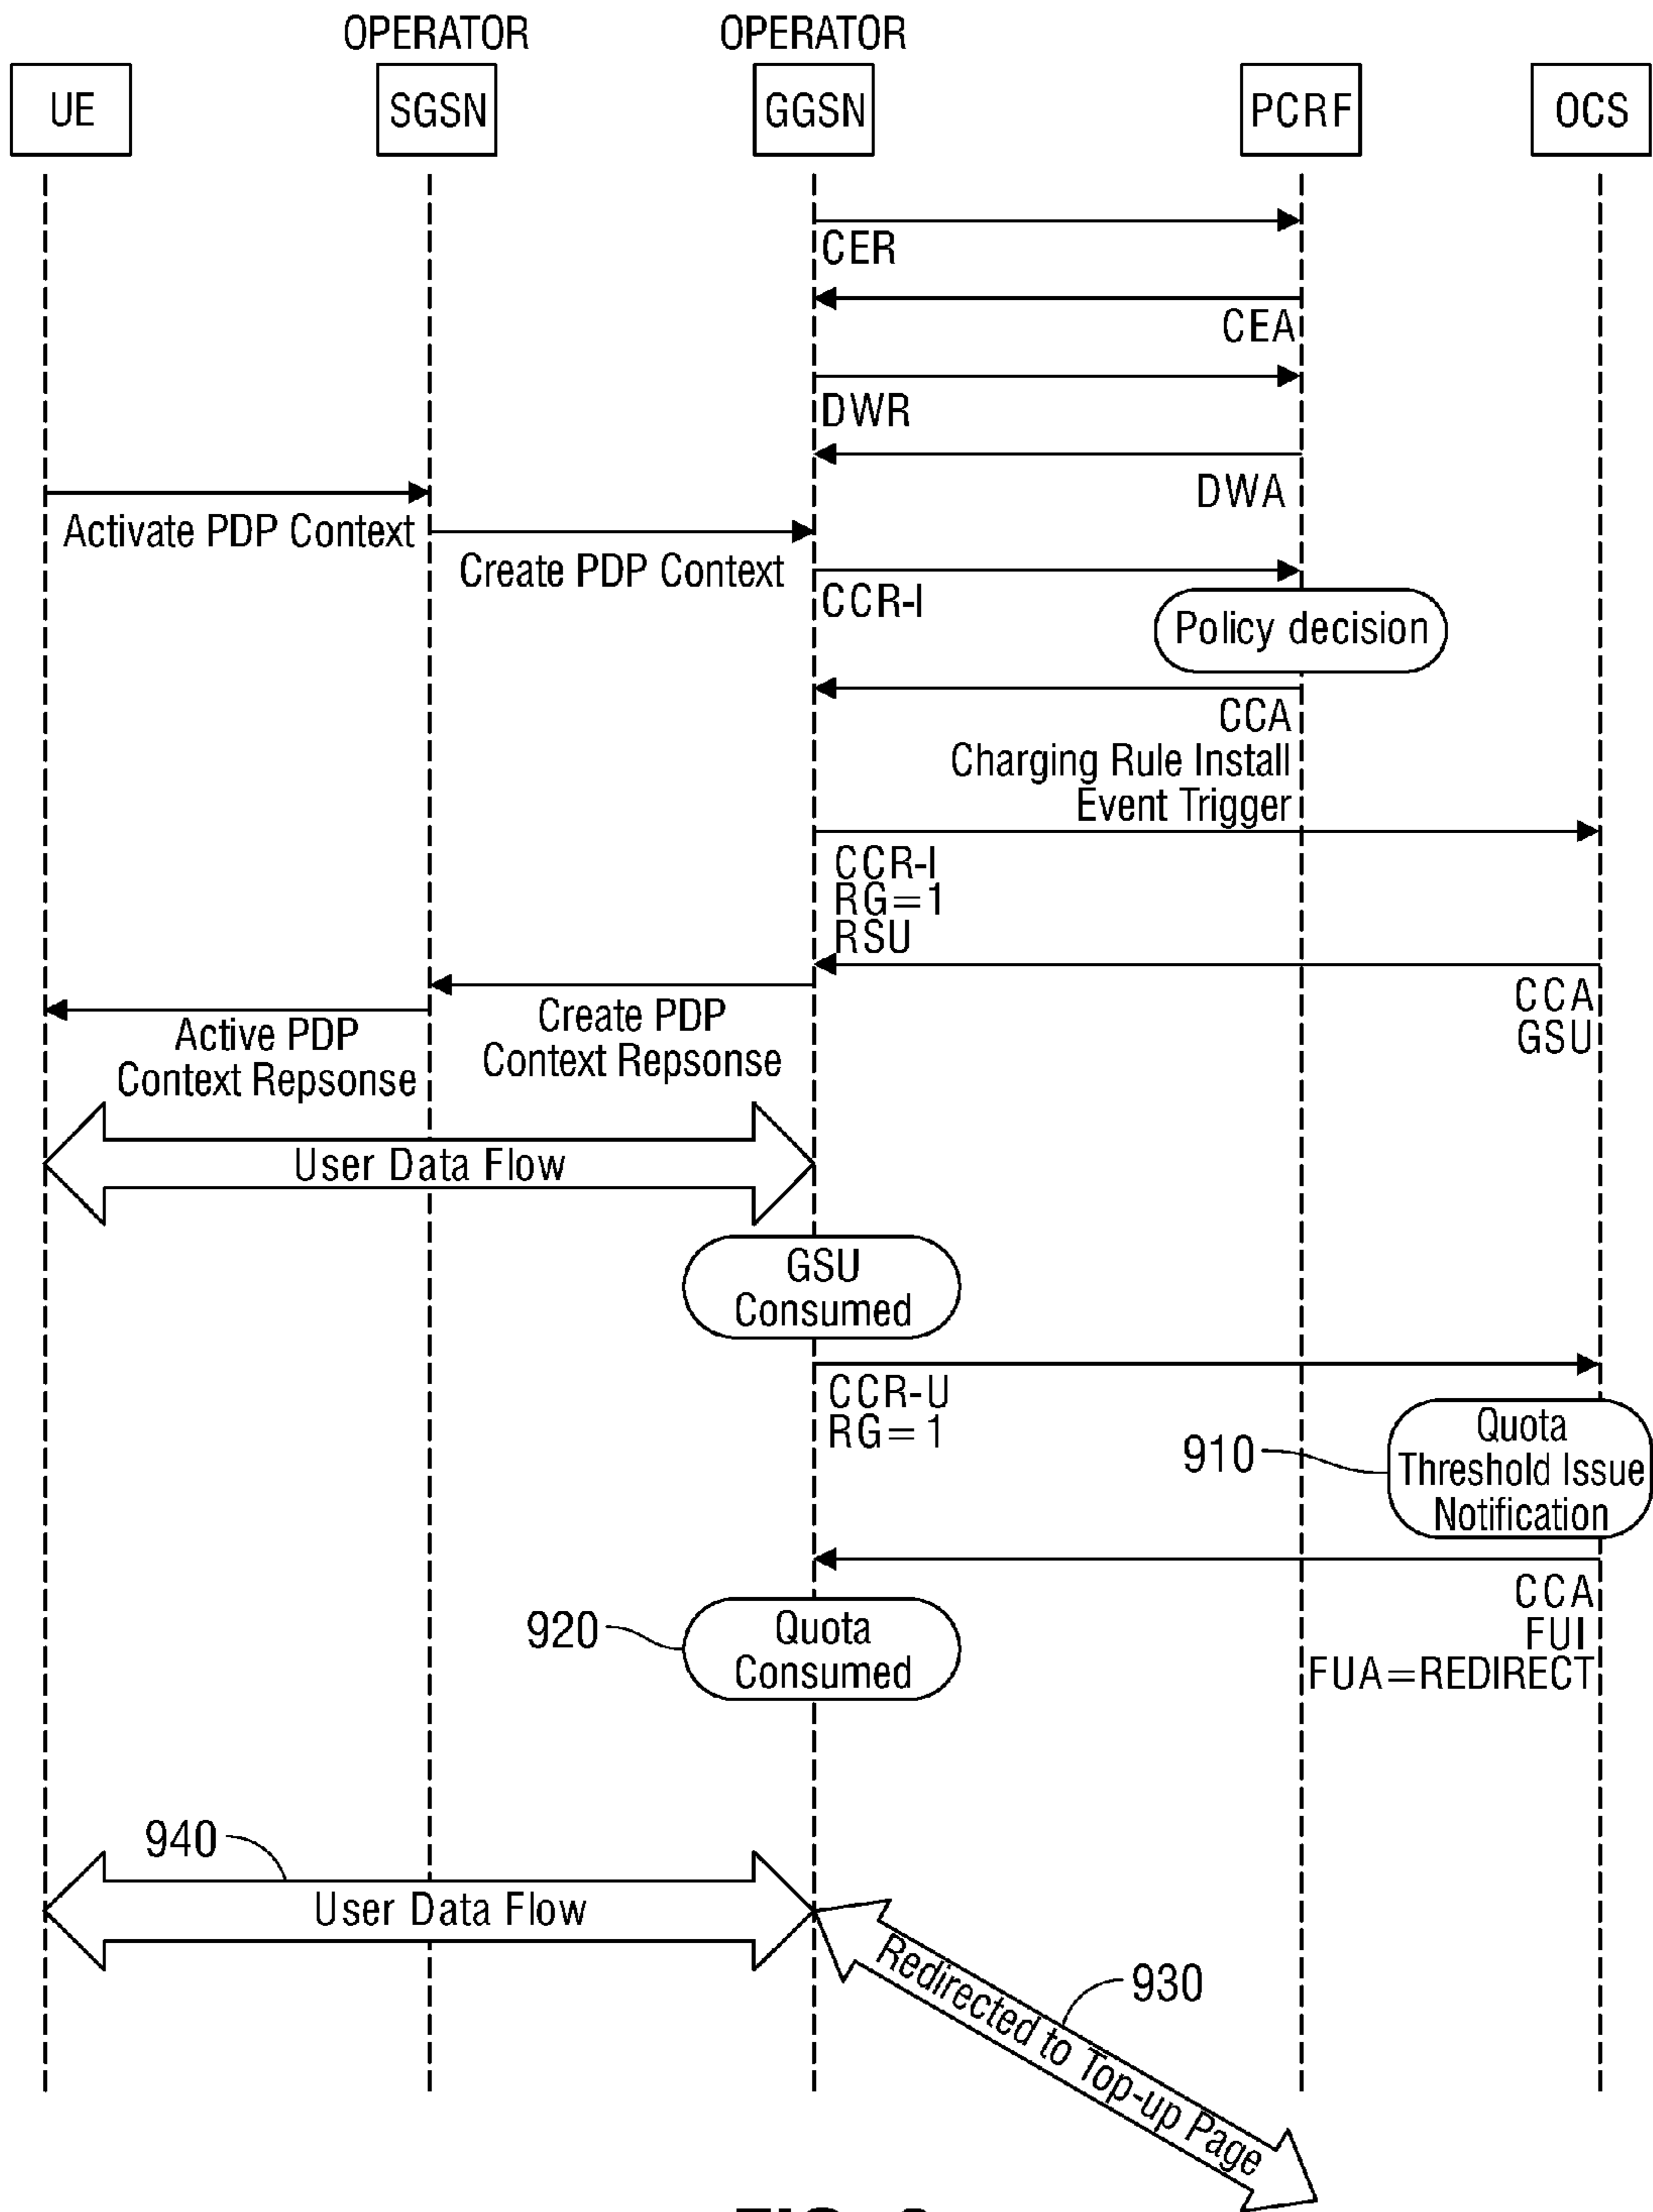 OPERATOR
OPERATOR
UE
SGSN
GGSN
PCRF
OCS
CER
CEA
DWR
DWA
Activate PDP Context
Create PDP Context
CCR-I
Policy decision
CCA
Charging Rule Install
Event Trigger
CCR-I
RG=1
RSU
CCA
GSU
Create PDP
Context Repsonse
Active PDP
Context Repsonse
User Data Flow
GSU
Consumed
CCR-U
RG=1
910
Quota
Threshold Issue
Notification
CCA
FUI
FUA=REDIRECT
920
Quota
Consumed
940
User Data Flow
930
Redirected to Top-up Page